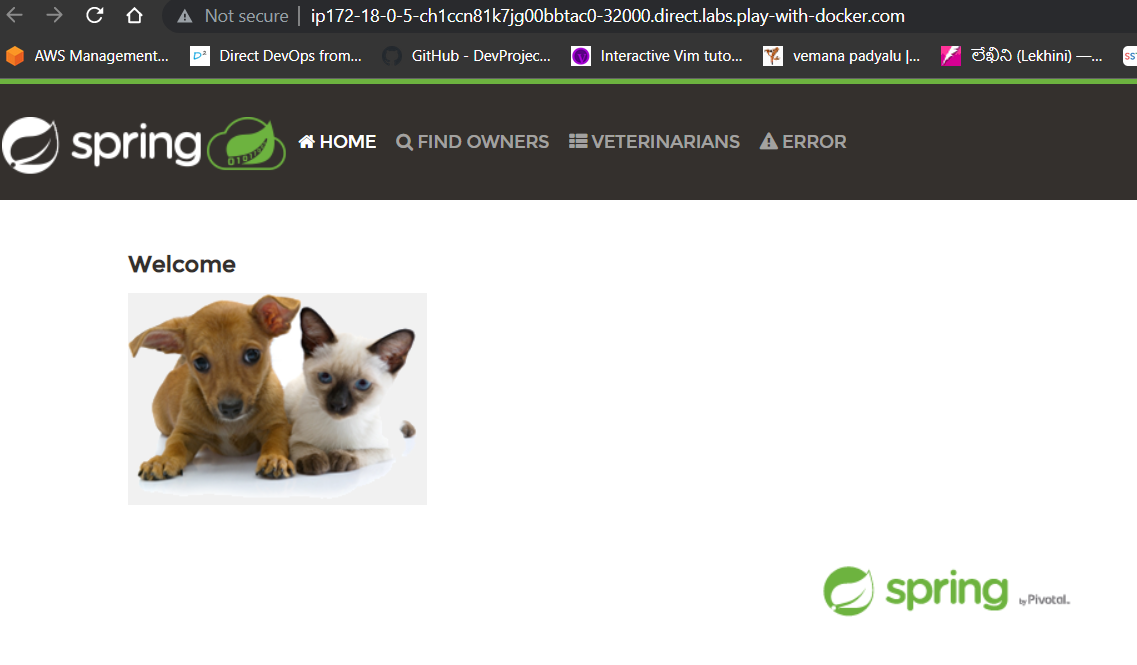 Not secure | ip172-18-0-5-ch1ccn81k7jg00bbtac0-32000.direct.labs.play-with-docker.com
AWS Management... Direct DevOps from... GitHub - DevProjec... Interactive Vim tuto... vemana padyalu |... లేఖిని (Lekhini) —... SST
spring HOME FIND OWNERS VETERINARIANS ERROR
Welcome
spring by Pivotal.